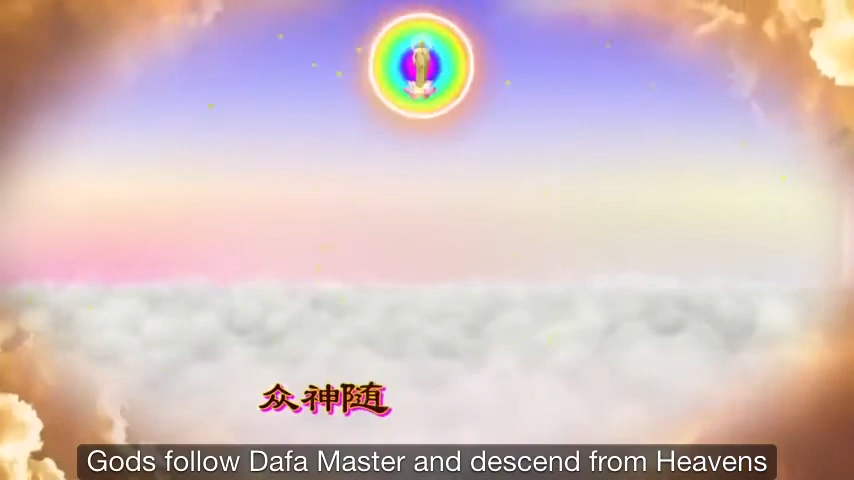 众神随
Gods follow Dafa Master and descend from Heavens